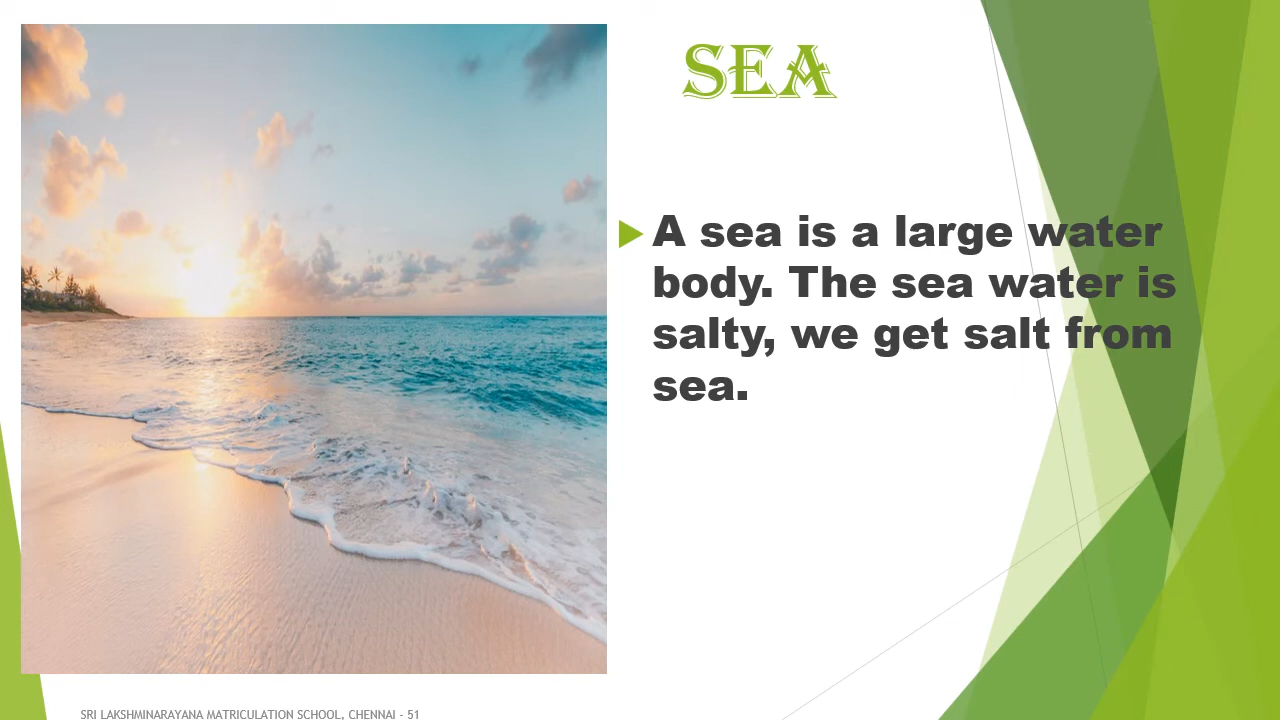 SEA
A sea is a large water
body. The sea water is
salty, we get salt from
sea.
SRI LAKSHMINARAYANA MATRICULATION SCHOOL, CHENNAI - 51